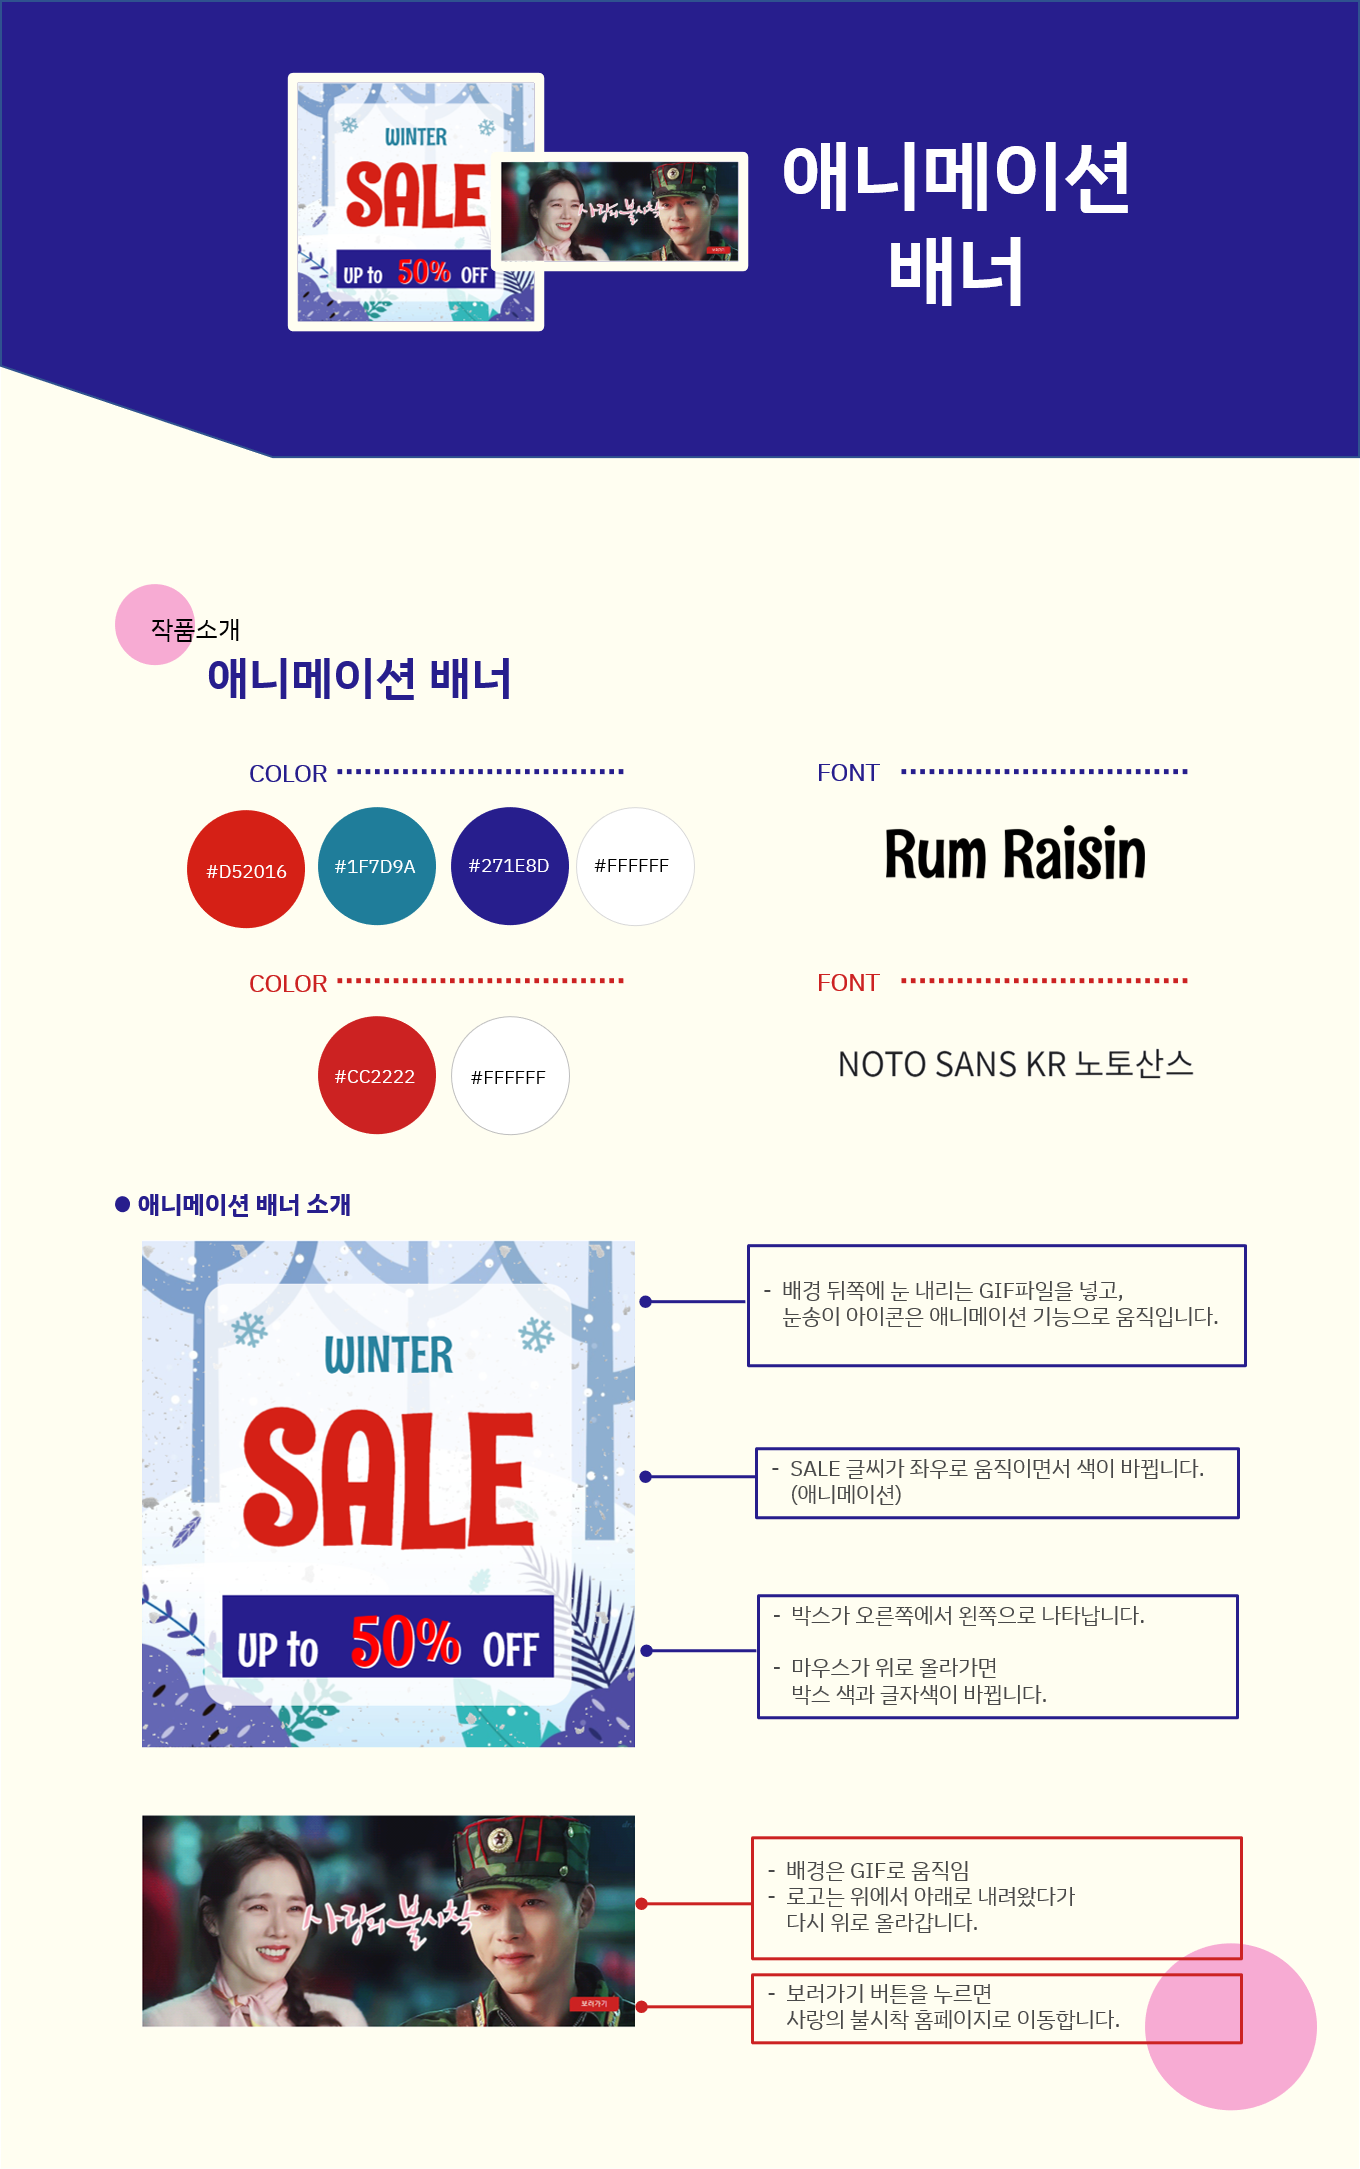 WINTER
SALE
UP to 50% OFF
사랑의 불시착
보러가기
애니메이션
배너
작품소개
애니메이션 배너
COLOR
#D52016 #1F7D9A #271E8D #FFFFFF
FONT
Rum Raisin
COLOR
#CC2222 #FFFFFF
FONT
NOTO SANS KR 노토산스
애니메이션 배너 소개
WINTER
SALE
UP to 50% OFF
- 배경 뒤쪽에 눈 내리는 GIF파일을 넣고,
눈송이 아이콘은 애니메이션 기능으로 움직입니다.
- SALE 글씨가 좌우로 움직이면서 색이 바뀝니다.
(애니메이션)
- 박스가 오른쪽에서 왼쪽으로 나타납니다.
- 마우스가 위로 올라가면
박스 색과 글자색이 바뀝니다.
사랑의 불시착
보러가기
- 배경은 GIF로 움직임
- 로고는 위에서 아래로 내려왔다가
다시 위로 올라갑니다.
- 보러가기 버튼을 누르면
사랑의 불시착 홈페이지로 이동합니다.